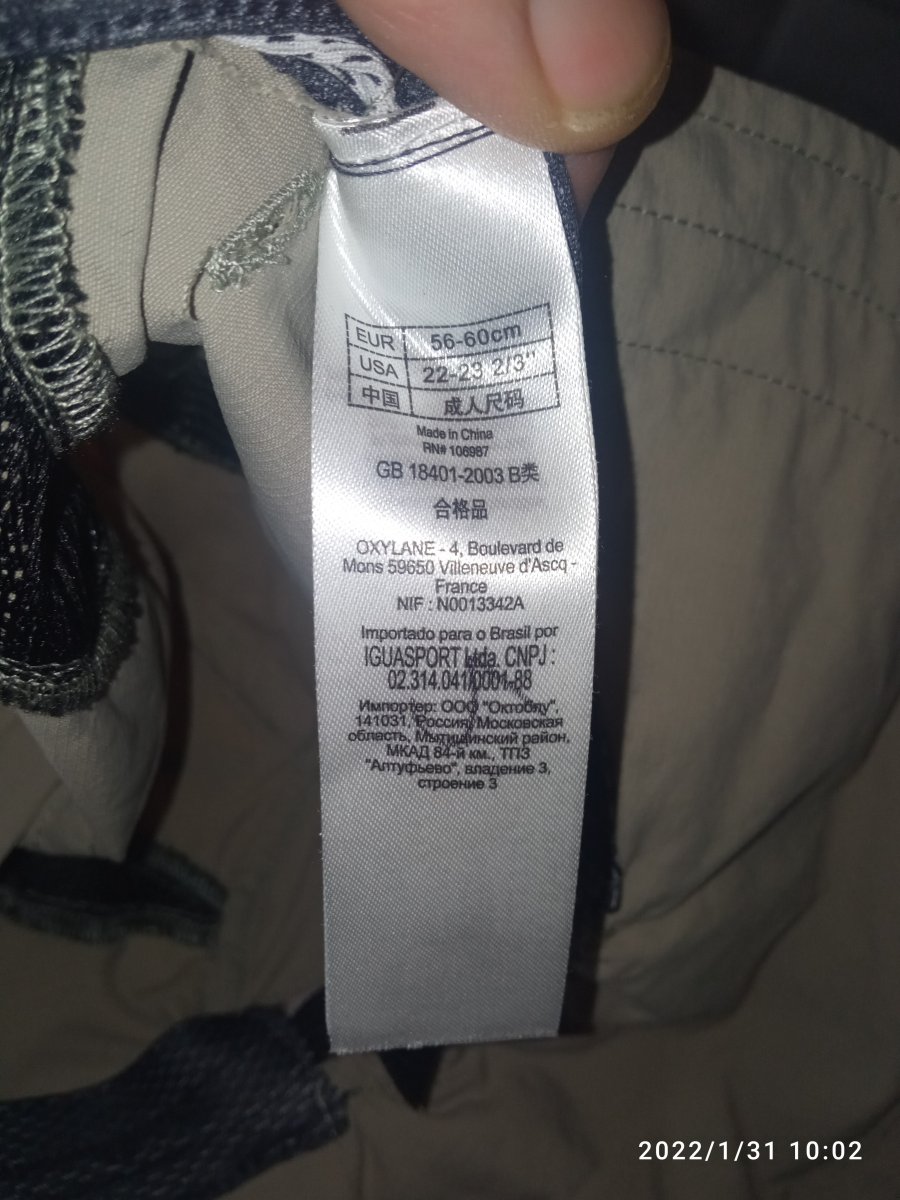 EUR 56-60cm
USA 22-23 2/3"
中国 成人尺码
Made in China
RN# 106987
GB 18401-2003 B类
合格品
OXYLANE - 4, Boulevard de
Mons 59650 Villeneuve d'Ascq -
France
NIF : N0013342A
Importado para o Brasil por
IGUASPORT Ltda. CNPJ :
02.314.041/0001-88
Импортер: ООО "Октоблу",
141031, Россия, Московская
область, Мытищинский район,
МКАД 84-й км., ТПЗ
"Алтуфьево", владение 3,
строение 3
2022/1/31 10:02